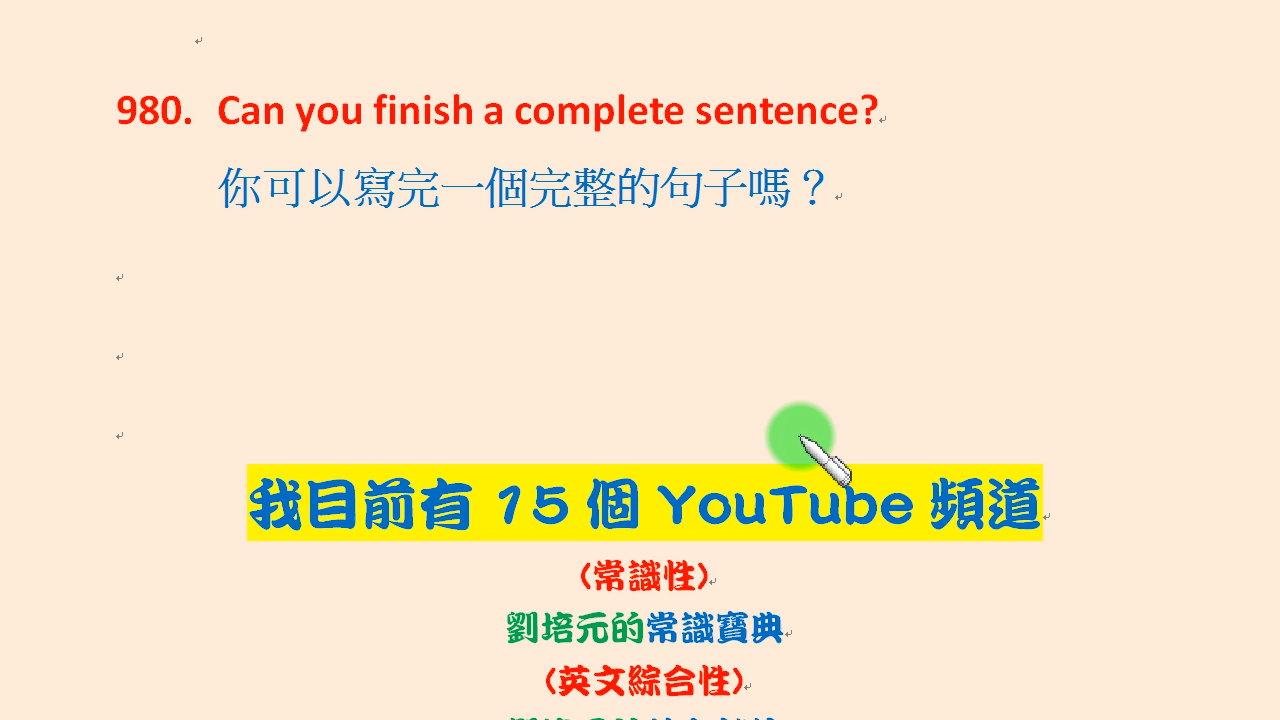 980. Can you finish a complete sentence?
你可以寫完一個完整的句子嗎？
我目前有 15 個 YouTube 頻道
(常識性)
劉培元的常識寶典
(英文綜合性)